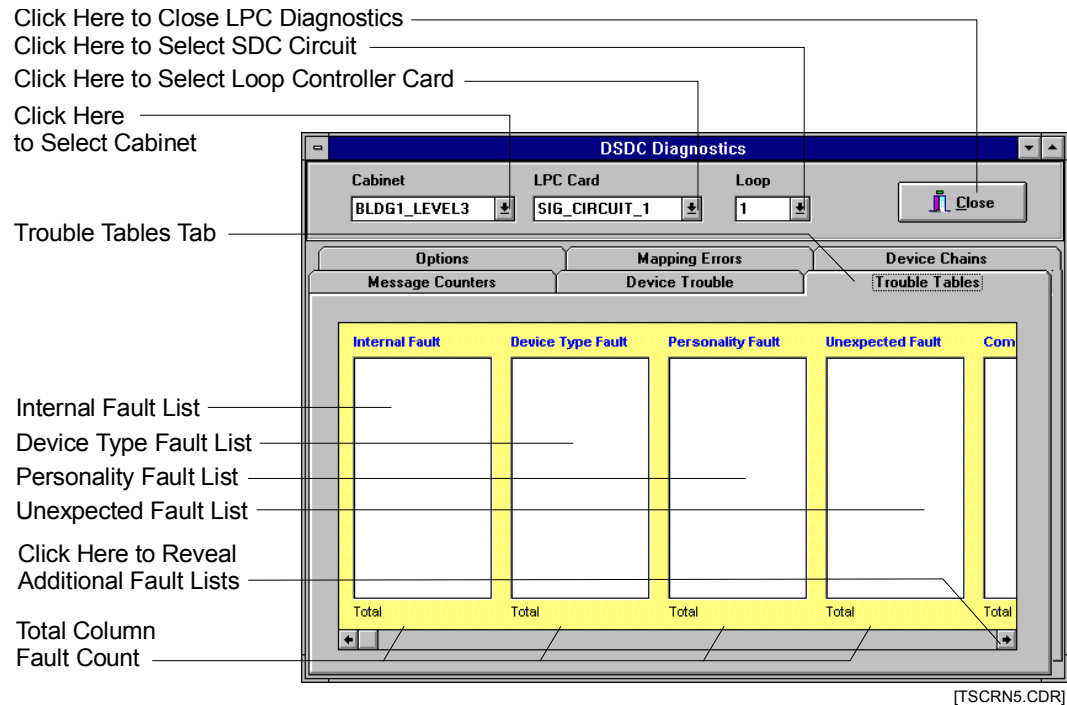 Click Here to Close LPC Diagnostics
Click Here to Select SDC Circuit
Click Here to Select Loop Controller Card
Click Here
to Select Cabinet
DSDC Diagnostics
Cabinet LPC Card Loop
BLDG1_LEVEL3 SIG_CIRCUIT_1 1 Close
Trouble Tables Tab
Options Mapping Errors Device Chains
Message Counters Device Trouble Trouble Tables
Internal Fault Device Type Fault Personality Fault Unexpected Fault Com
Internal Fault List
Device Type Fault List
Personality Fault List
Unexpected Fault List
Click Here to Reveal
Additional Fault Lists
Total Total Total Total Total
Total Column
Fault Count
[TSCRN5.CDR]